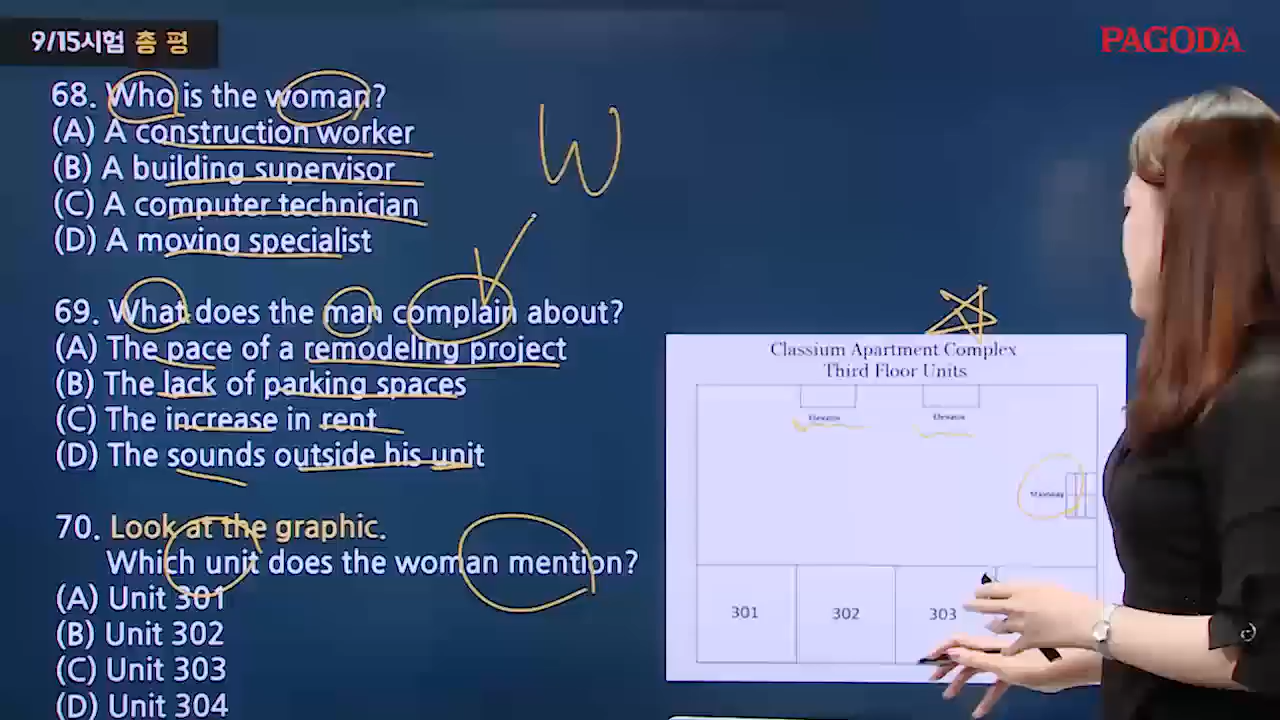 9/15시험 총평
PAGODA
68. Who is the woman?
(A) A construction worker
(B) A building supervisor
(C) A computer technician
(D) A moving specialist
W
69. What does the man complain about?
(A) The pace of a remodeling project
(B) The lack of parking spaces
(C) The increase in rent
(D) The sounds outside his unit
70. Look at the graphic.
Which unit does the woman mention?
(A) Unit 301
(B) Unit 302
(C) Unit 303
(D) Unit 304
Classium Apartment Complex
Third Floor Units
Elevator Elevator
Stairway
301 302 303